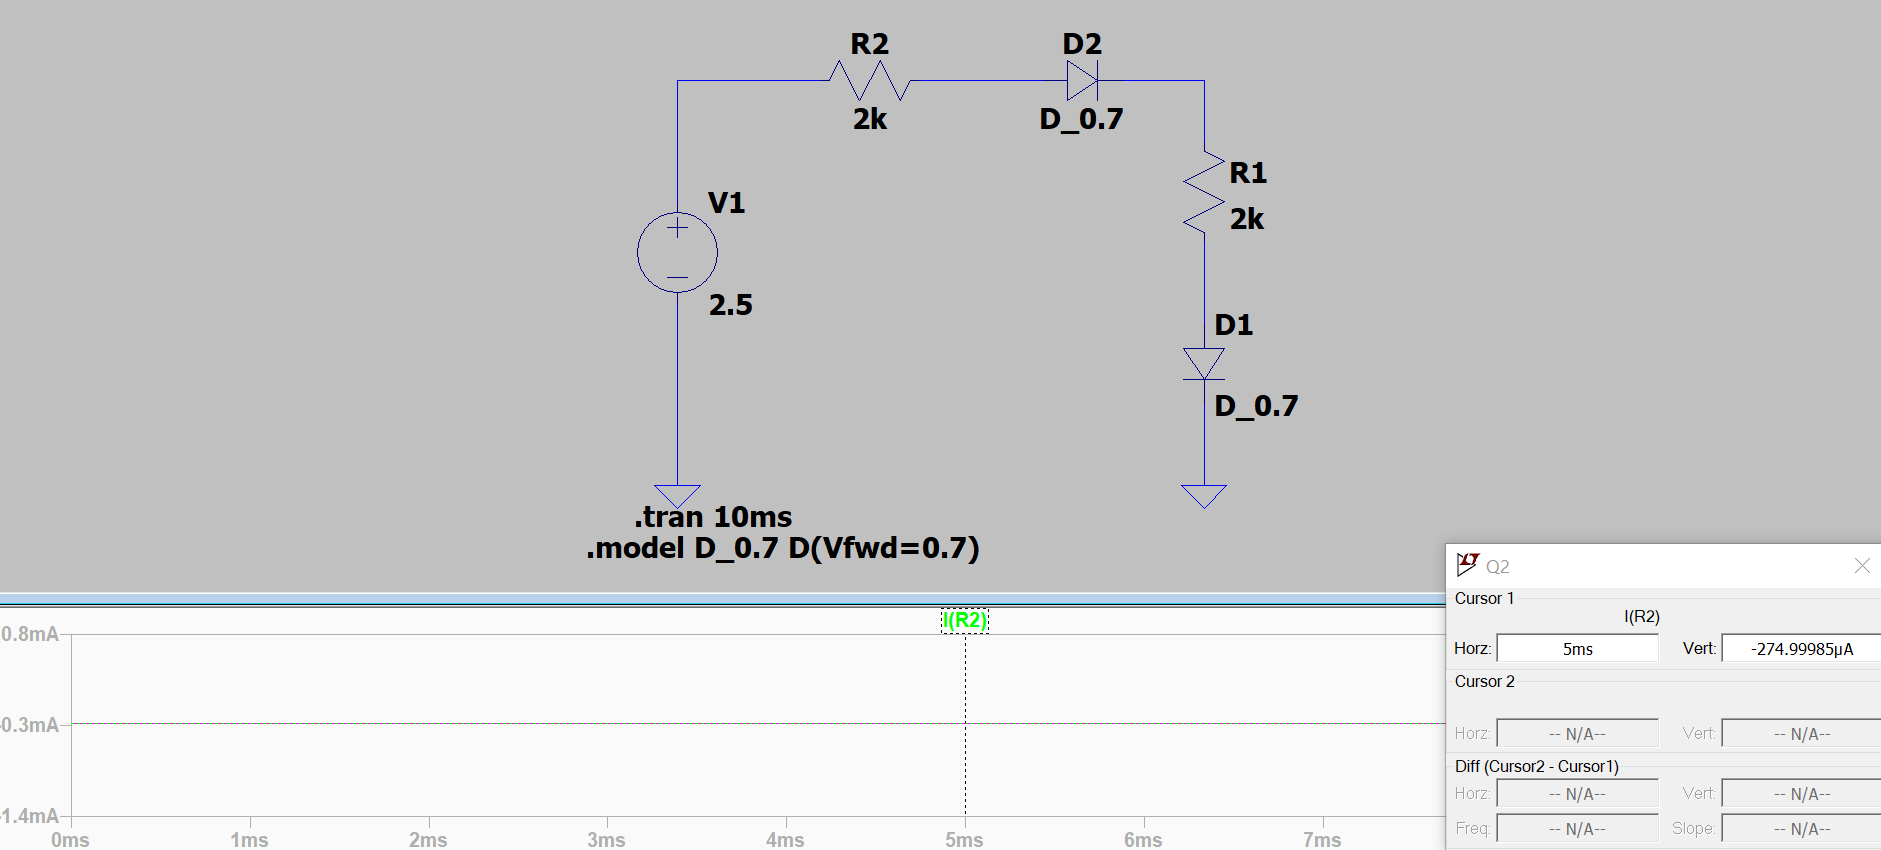 R2
D2
2k
D_0.7
R1
2k
V1
2.5
D1
D_0.7
.tran 10ms
.model D_0.7 D(Vfwd=0.7)
I(R2)
0.8mA
-0.3mA
-1.4mA
0ms 1ms 2ms 3ms 4ms 5ms 6ms 7ms
Q2
Cursor 1
I(R2)
Horz: 5ms Vert: -274.99985µA
Cursor 2
Horz: -- N/A-- Vert: -- N/A--
Diff (Cursor2 - Cursor1)
Horz: -- N/A-- Vert: -- N/A--
Freq: -- N/A-- Slope: -- N/A--